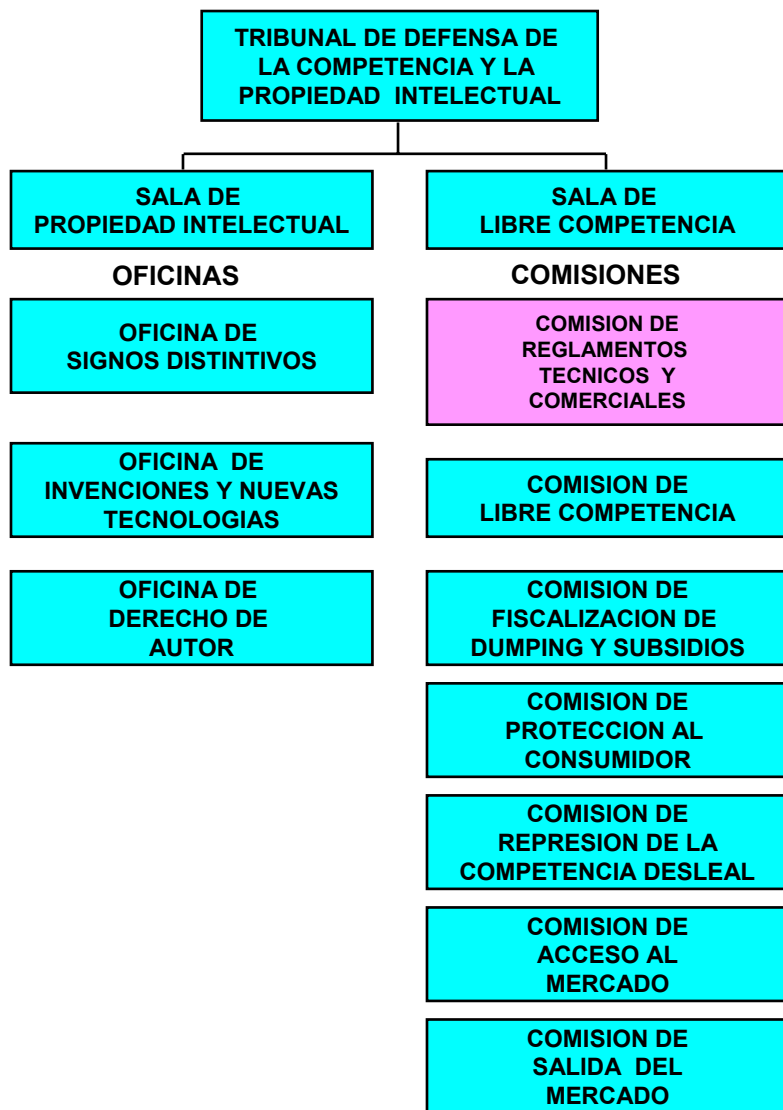 TRIBUNAL DE DEFENSA DE
LA COMPETENCIA Y LA
PROPIEDAD INTELECTUAL
SALA DE
PROPIEDAD INTELECTUAL
SALA DE
LIBRE COMPETENCIA
OFICINAS
OFICINA DE
SIGNOS DISTINTIVOS
OFICINA DE
INVENCIONES Y NUEVAS
TECNOLOGIAS
OFICINA DE
DERECHO DE
AUTOR
COMISIONES
COMISION DE
REGLAMENTOS
TECNICOS Y
COMERCIALES
COMISION DE
LIBRE COMPETENCIA
COMISION DE
FISCALIZACION DE
DUMPING Y SUBSIDIOS
COMISION DE
PROTECCION AL
CONSUMIDOR
COMISION DE
REPRESION DE LA
COMPETENCIA DESLEAL
COMISION DE
ACCESO AL
MERCADO
COMISION DE
SALIDA DEL
MERCADO